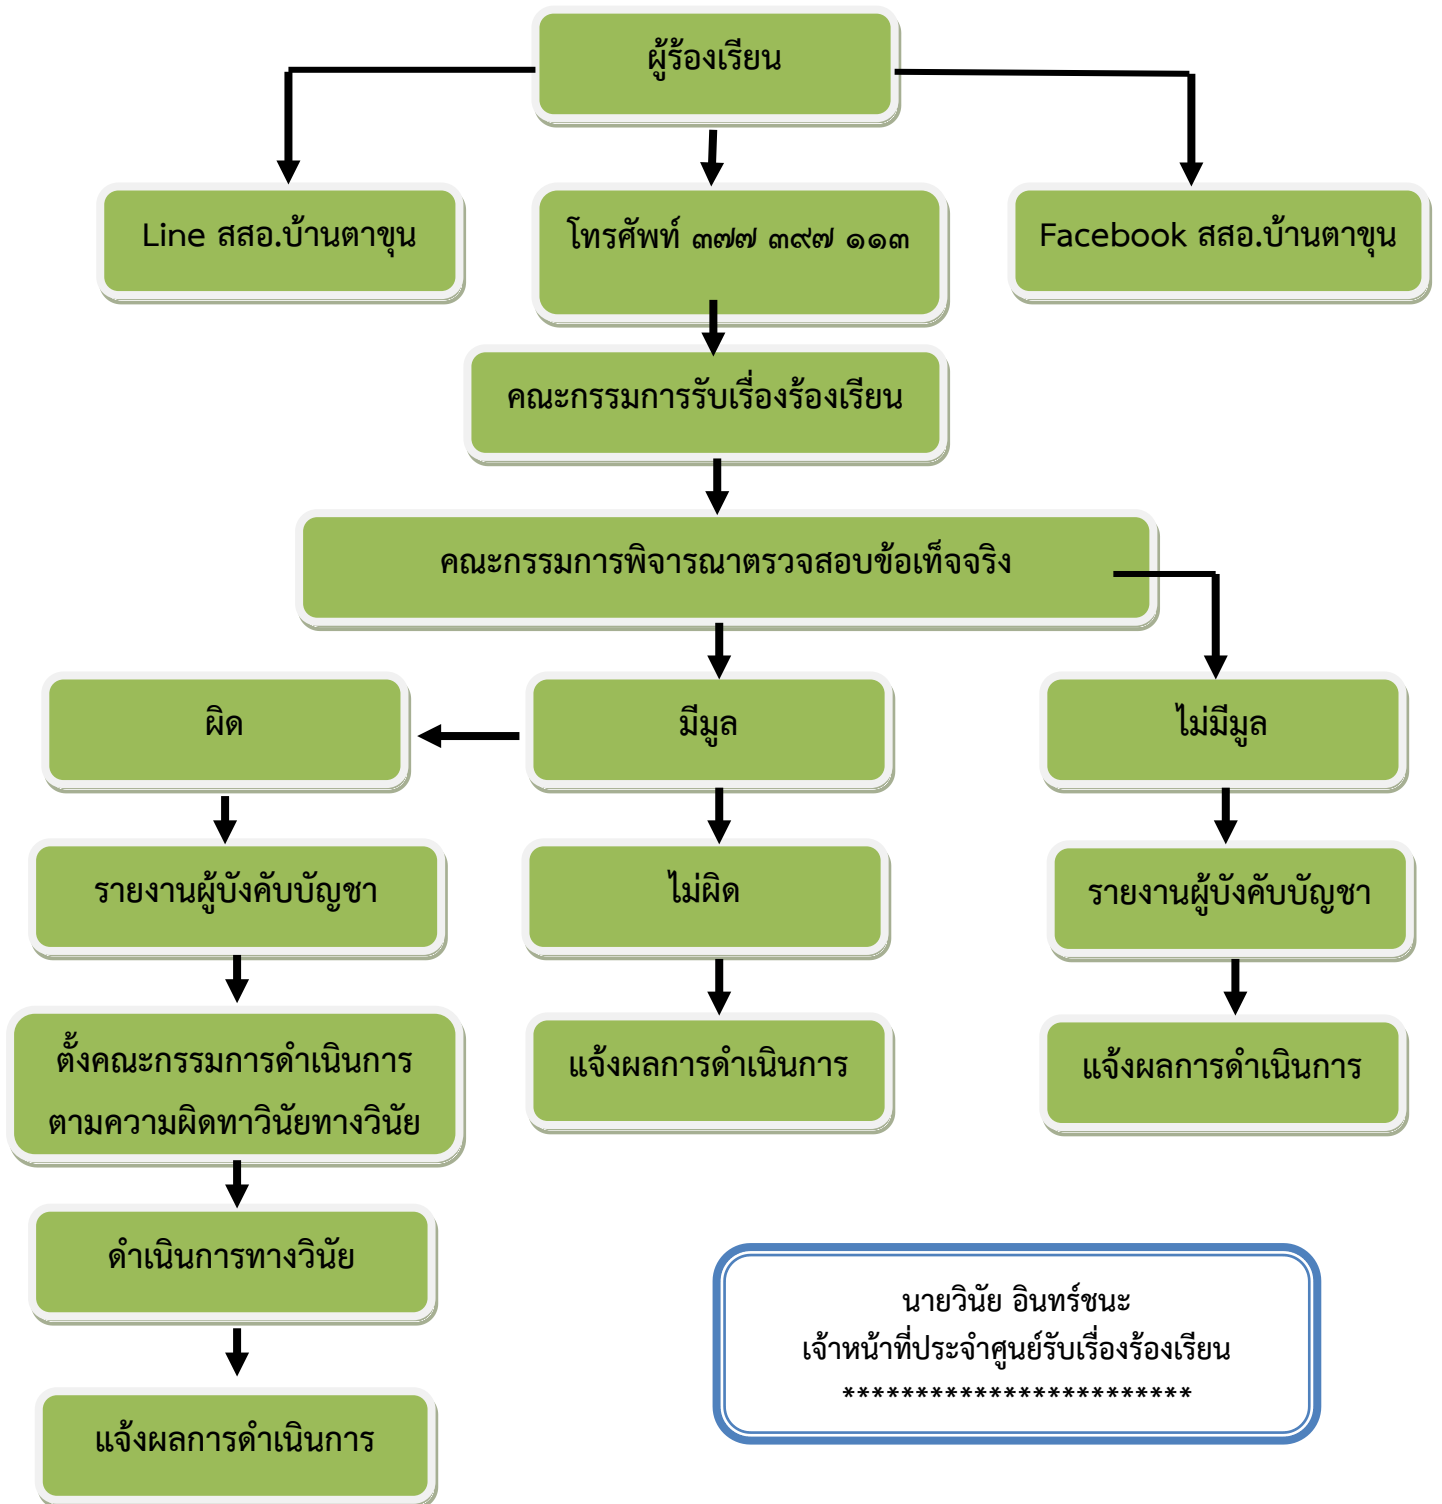 ผู้ร้องเรียน
Line สสอ.บ้านตาขุน
โทรศัพท์ ๓๗๗ ๓๙๗ ๑๑๓
Facebook สสอ.บ้านตาขุน
คณะกรรมการรับเรื่องร้องเรียน
คณะกรรมการพิจารณาตรวจสอบข้อเท็จจริง
ผิด
มีมูล
ไม่มีมูล
รายงานผู้บังคับบัญชา
ไม่ผิด
รายงานผู้บังคับบัญชา
ตั้งคณะกรรมการดำเนินการ
ตามความผิดทาวินัยทางวินัย
แจ้งผลการดำเนินการ
แจ้งผลการดำเนินการ
ดำเนินการทางวินัย
นายวินัย อินทร์ชนะ
เจ้าหน้าที่ประจำศูนย์รับเรื่องร้องเรียน
************************
แจ้งผลการดำเนินการ